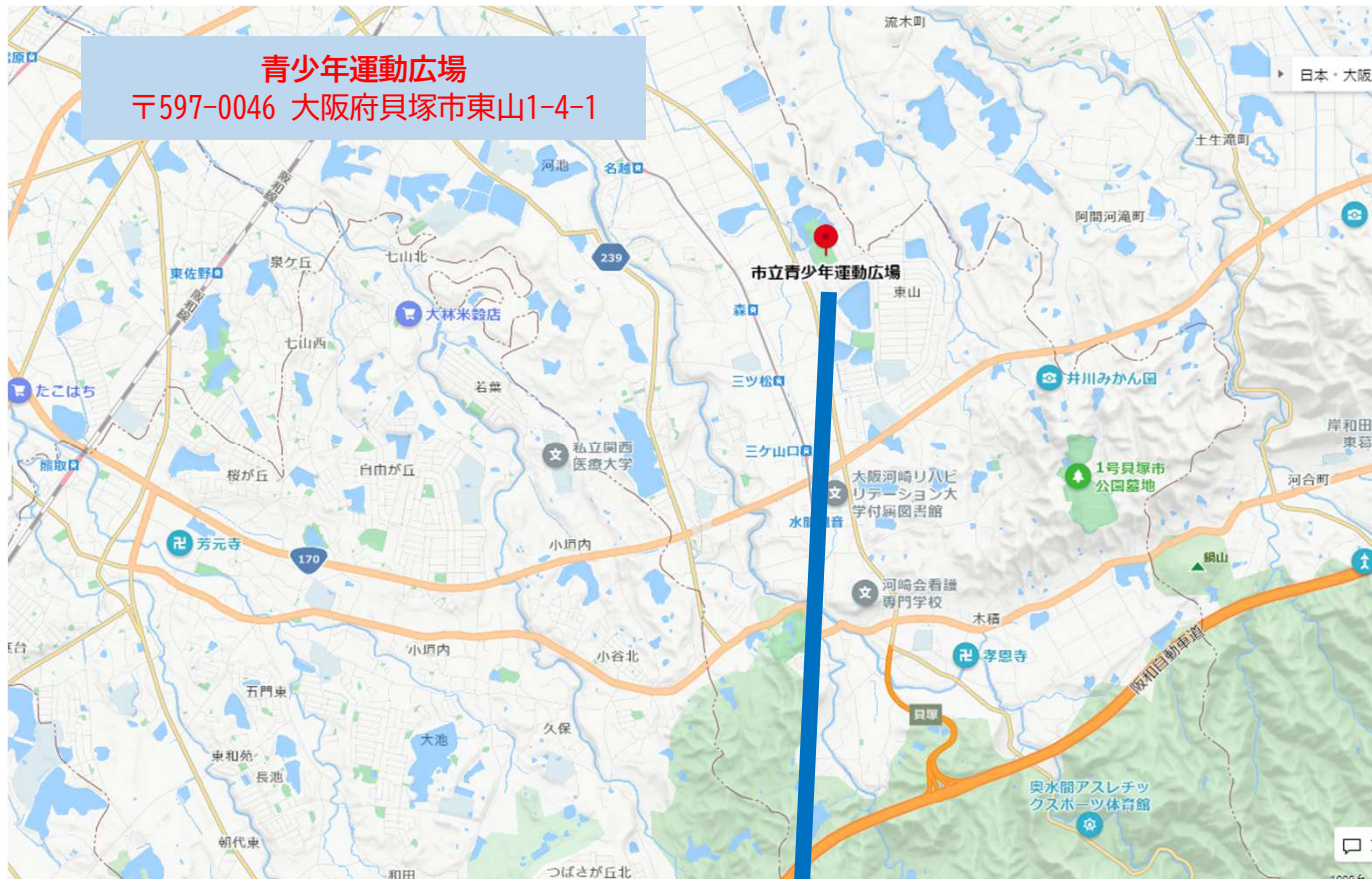 青少年運動広場
〒597-0046 大阪府貝塚市東山1-4-1
流木町
日本・大阪
土生滝町
河池
名越
阪和線
阿間河滝町
泉ケ丘
七山北
239
東佐野
市立青少年運動広場
東山
阪和線
大林米穀店
森
七山西
三ツ松
井川みかん園
たこはち
若葉
岸和田
私立関西
医療大学
三ケ山口
熊取
桜が丘
自由が丘
大阪河崎リハビ
リテーション大
学付属図書館
1号貝塚市
公園墓地
河合町
水間観音
芳元寺
170
小垣内
鍋山
河崎会看護
専門学校
木積
小垣内
小谷北
孝恩寺
阪和自動車道
五門東
貝塚
久保
大池
東和苑
長池
奥水間アスレチッ
クスポーツ体育館
朝代東
和田
つばさが丘北